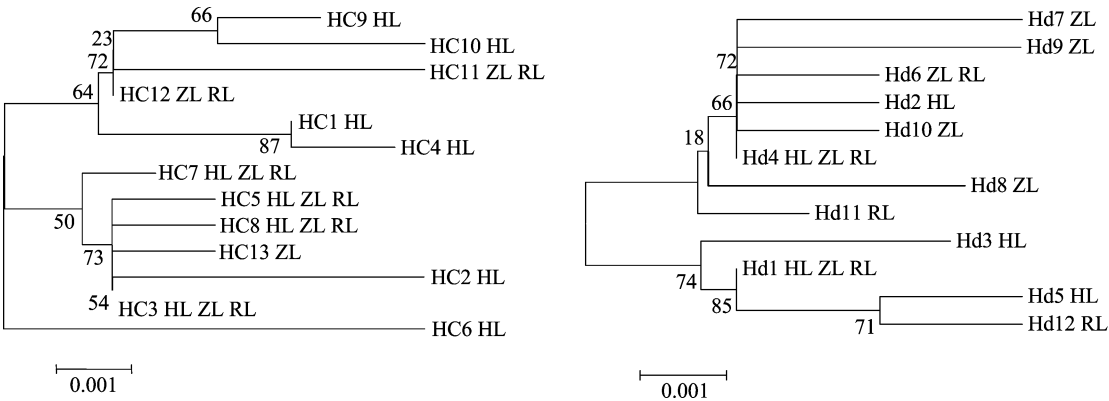 HC9 HL
66
HC10 HL
23
72
HC11 ZL RL
HC12 ZL RL
64
HC1 HL
87
HC4 HL
HC7 HL ZL RL
HC5 HL ZL RL
50
HC8 HL ZL RL
73
HC13 ZL
HC2 HL
54
HC3 HL ZL RL
HC6 HL
0.001
Hd7 ZL
Hd9 ZL
72
Hd6 ZL RL
66
Hd2 HL
Hd10 ZL
18
Hd4 HL ZL RL
Hd8 ZL
Hd11 RL
Hd3 HL
74
Hd1 HL ZL RL
85
Hd5 HL
71
Hd12 RL
0.001